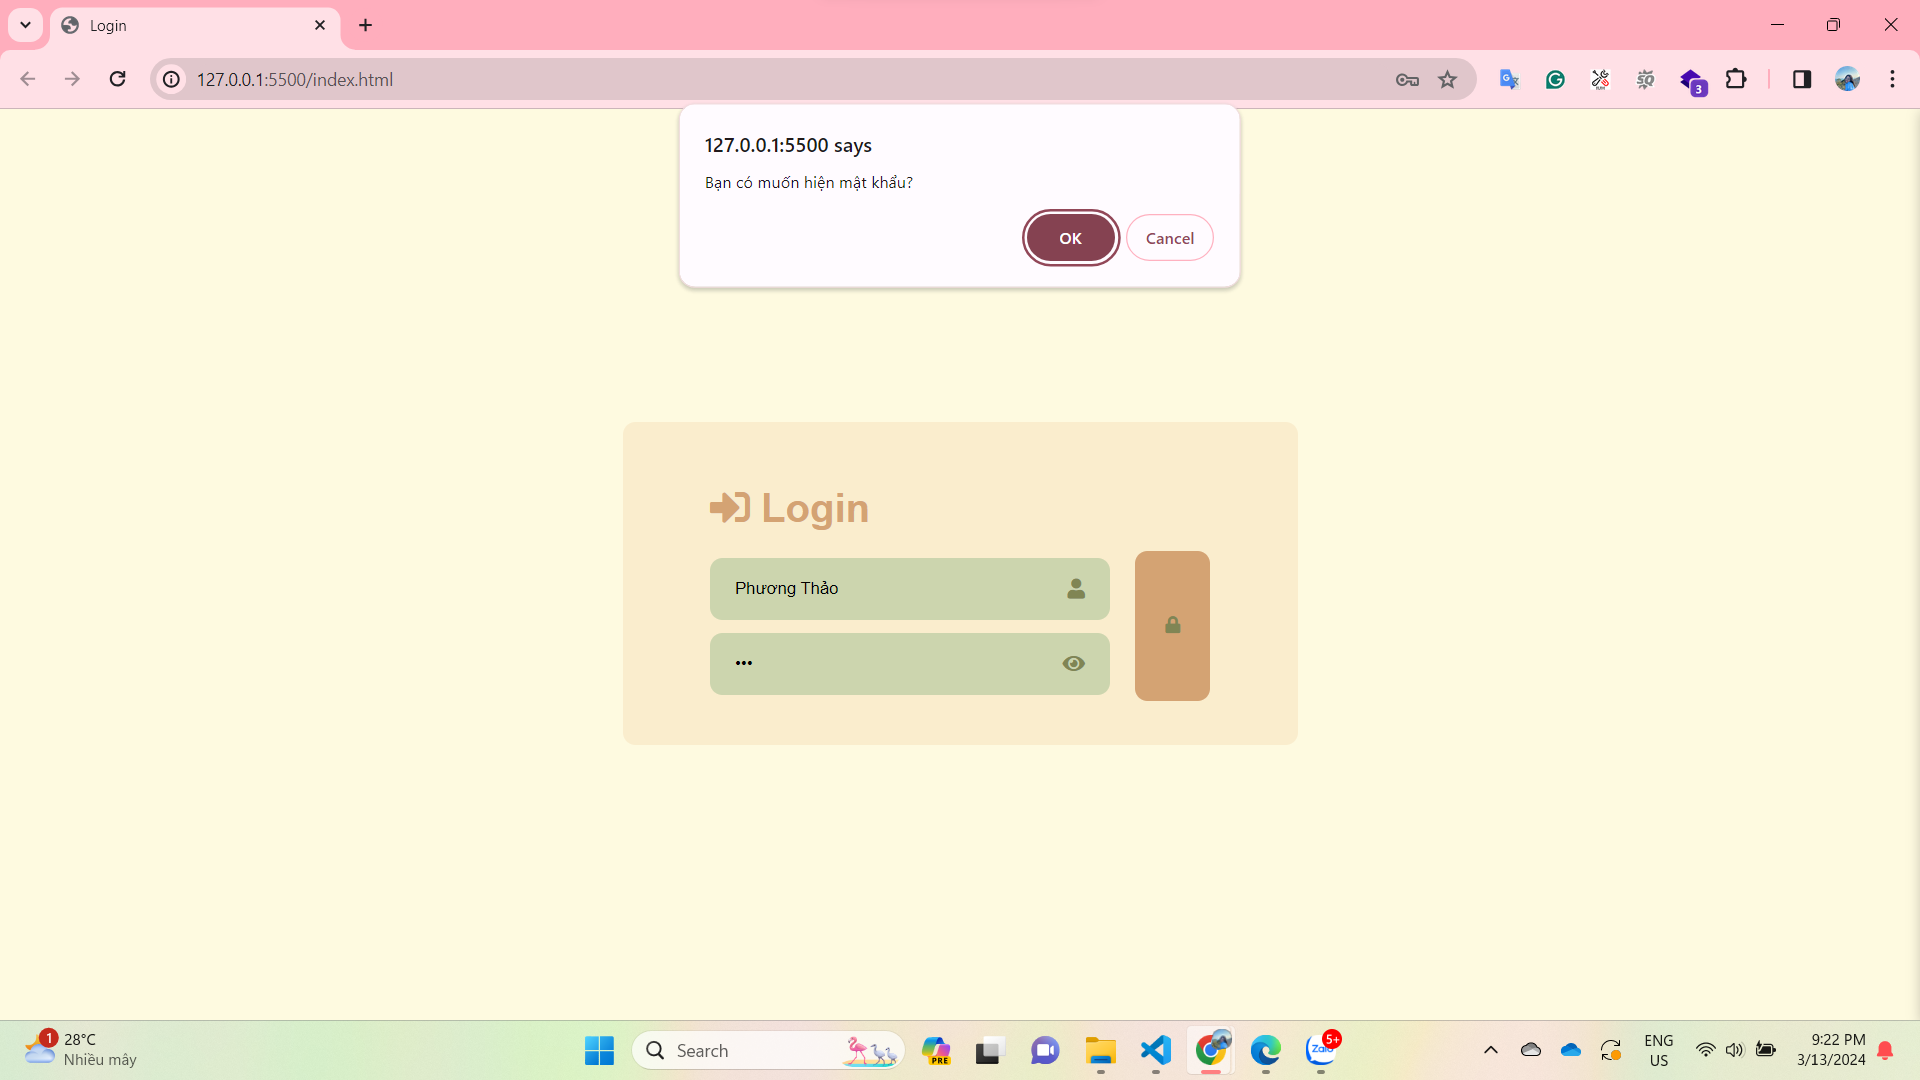 Login
127.0.0.1:5500/index.html
3
127.0.0.1:5500 says
Bạn có muốn hiện mật khẩu?
OK
Cancel
Login
Phương Thảo
•••
1
28°C
Nhiều mây
Search
PRE
Zalo
5+
ENG
US
9:22 PM
3/13/2024